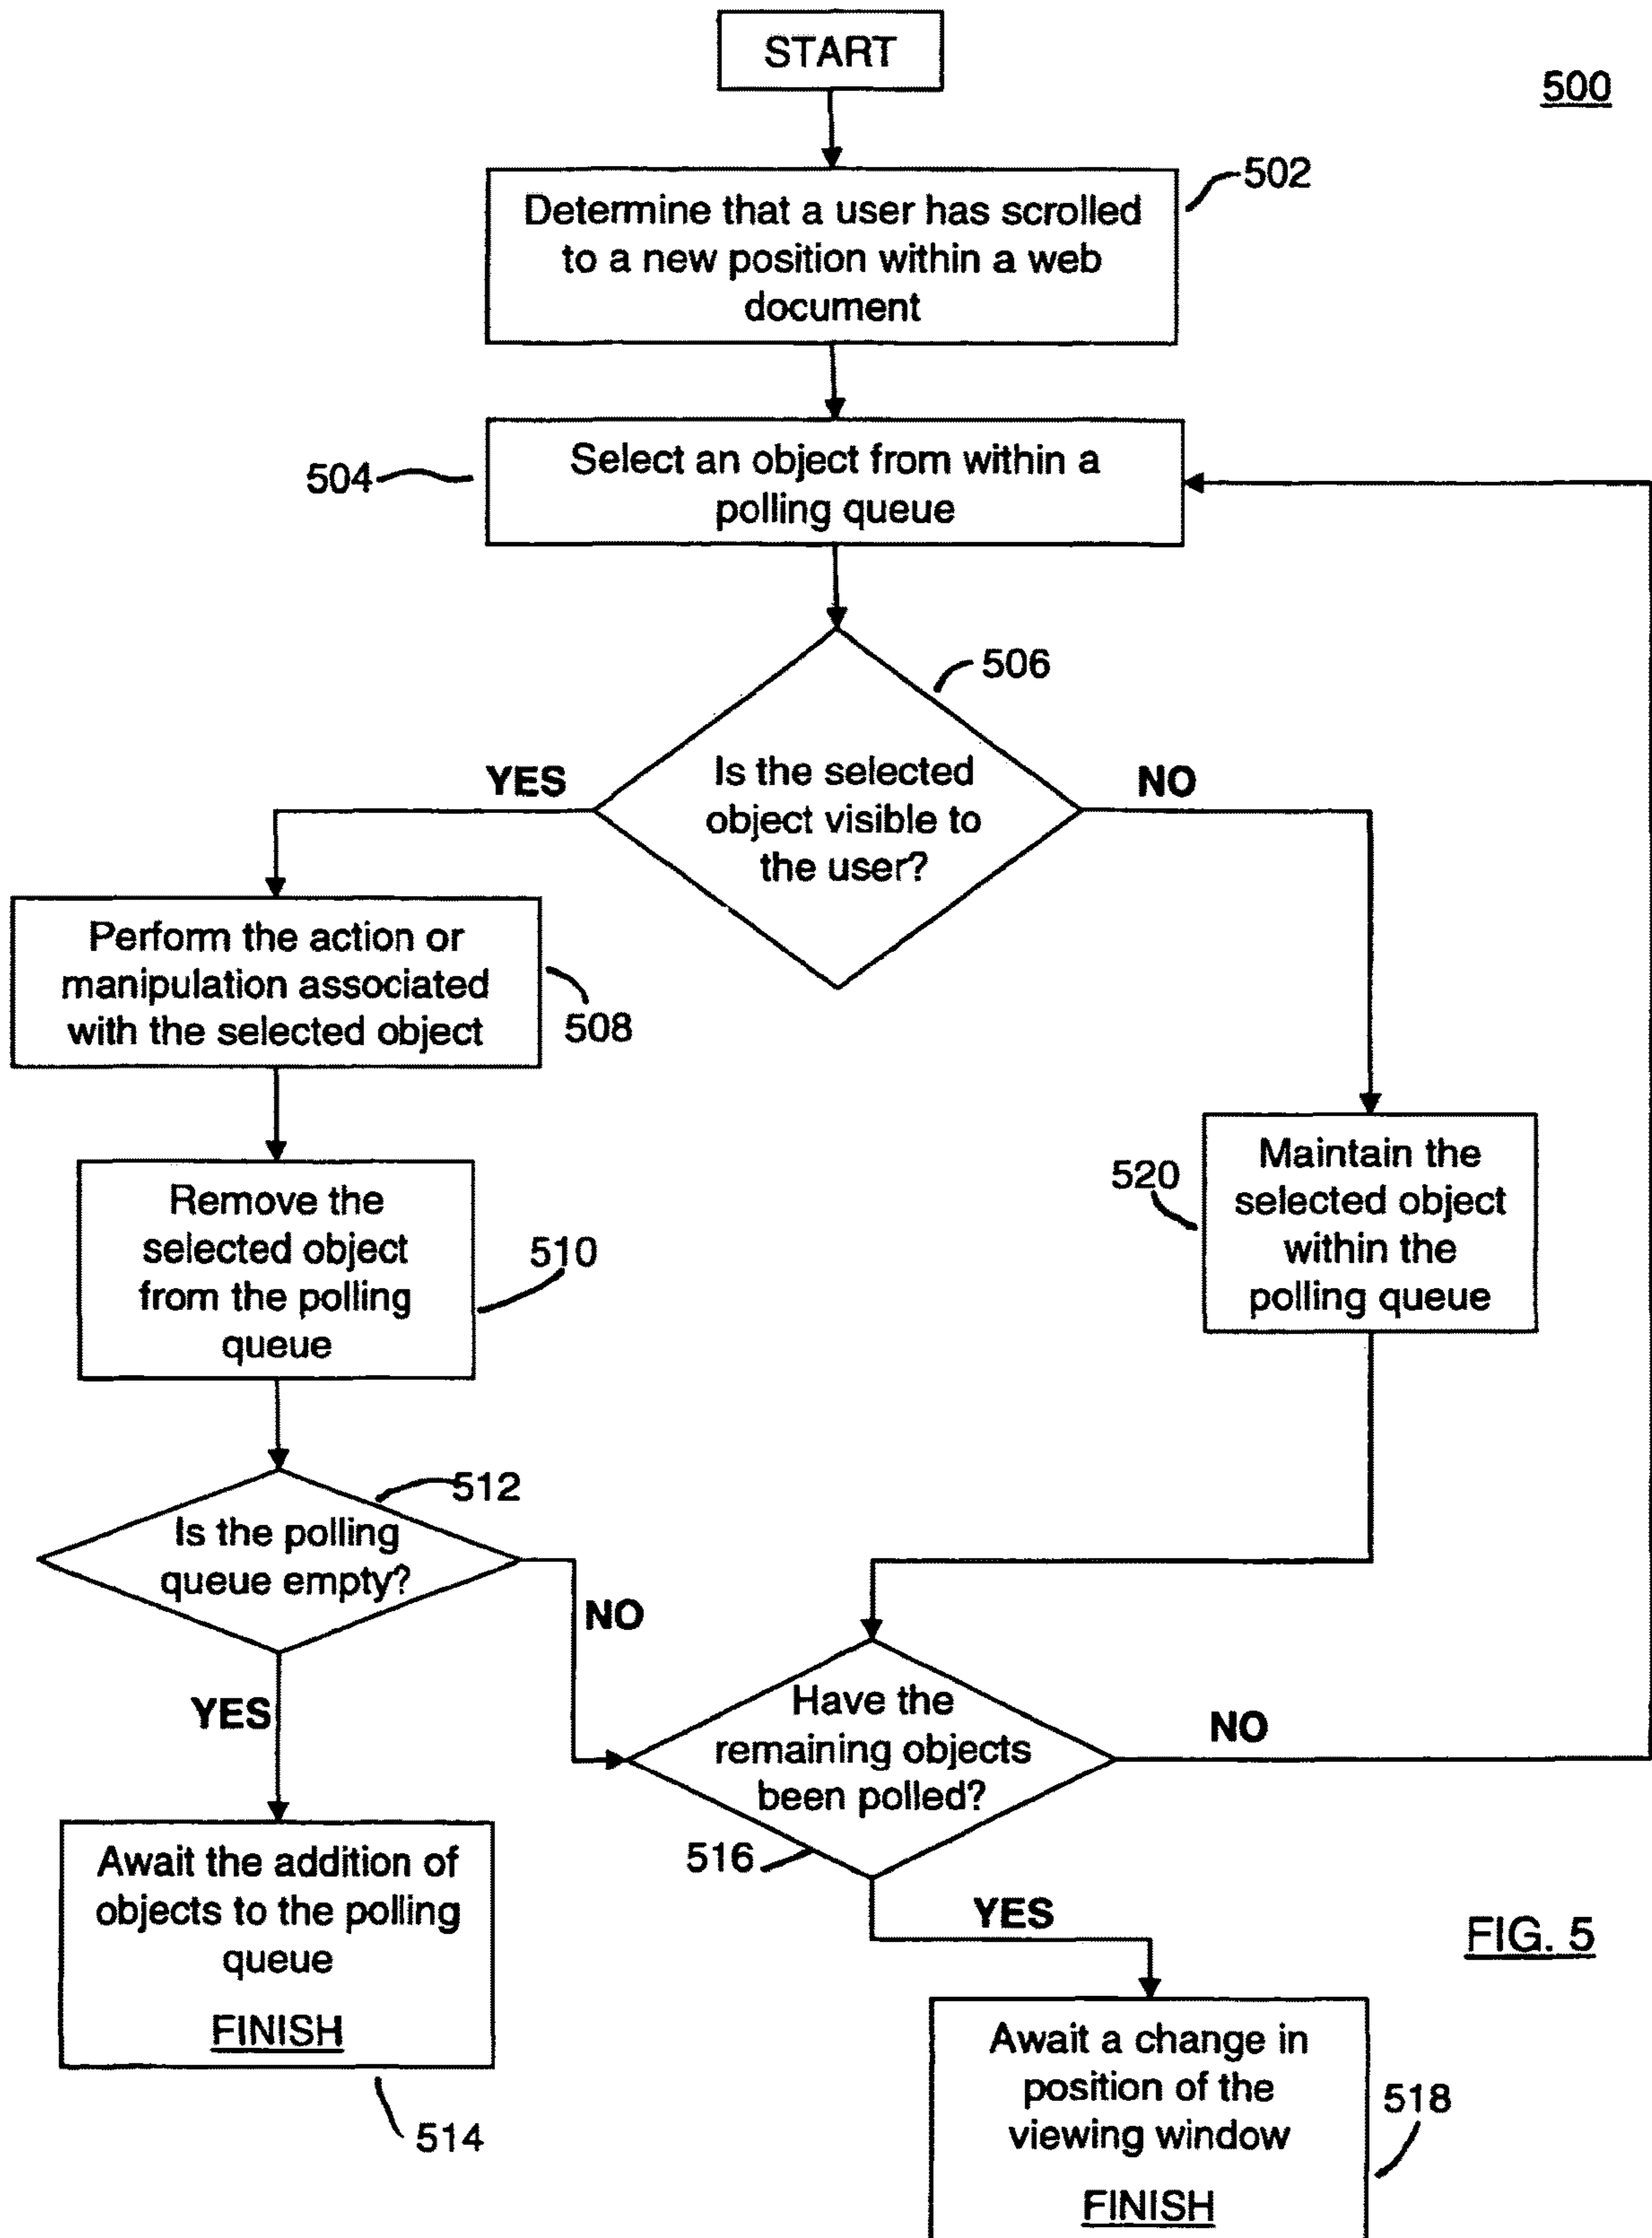 START
500
Determine that a user has scrolled
to a new position within a web
document
502
504
Select an object from within a
polling queue
506
Is the selected
object visible to
the user?
YES
NO
Perform the action or
manipulation associated
with the selected object
508
Remove the
selected object
from the polling
queue
510
520
Maintain the
selected object
within the
polling queue
512
Is the polling
queue empty?
NO
YES
Have the
remaining objects
been polled?
NO
516
YES
Await the addition of
objects to the polling
queue
FINISH
514
FIG. 5
Await a change in
position of the
viewing window
FINISH
518